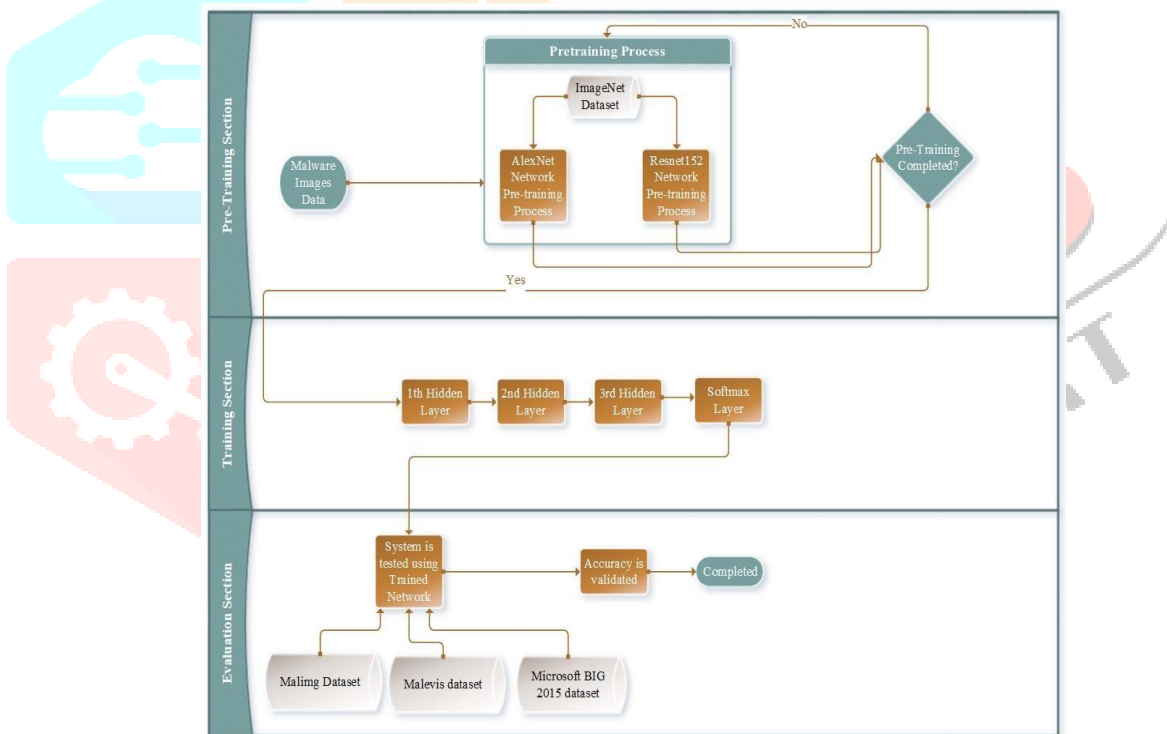 Pre-Training Section
No
Pretraining Process
ImageNet
Dataset
Malware
Images
Data
AlexNet
Network
Pre-training
Process
Resnet152
Network
Pre-training
Process
Pre-Training
Completed?
Yes
Training Section
1th Hidden
Layer
2nd Hidden
Layer
3rd Hidden
Layer
Softmax
Layer
Evaluation Section
System is
tested using
Trained
Network
Accuracy is
validated
Completed
Malimg Dataset
Malevis dataset
Microsoft BIG
2015 dataset